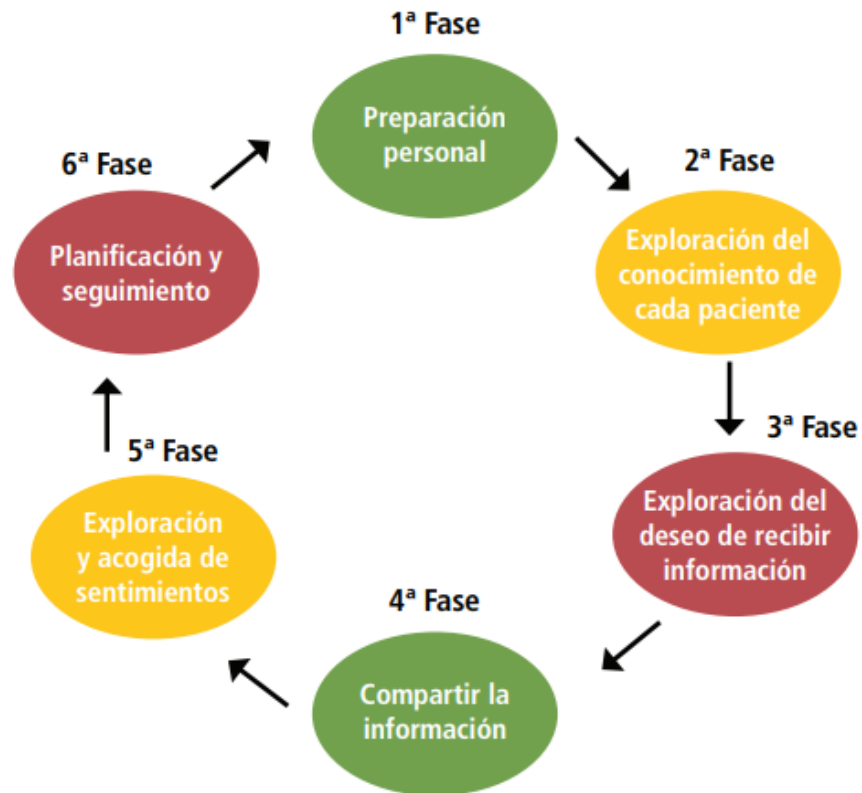 1ª Fase
Preparación
personal
2ª Fase
Exploración del
conocimiento de
cada paciente
3ª Fase
Exploración del
deseo de recibir
información
4ª Fase
Compartir la
información
5ª Fase
Exploración
y acogida de
sentimientos
6ª Fase
Planificación y
seguimiento